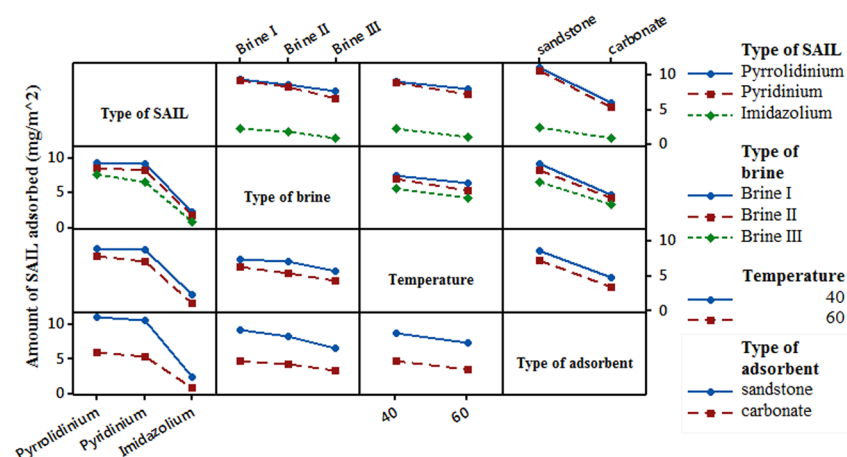 Brine I
Brine II
Brine III
40
60
sandstone
carbonate
Amount of SAIL adsorbed (mg/m^2)
Type of SAIL
10
5
0
10
5
0
Type of brine
Temperature
10
5
0
10
5
0
Type of adsorbent
Pyrrolidinium
Pyridinium
Imidazolium
40
60
Type of SAIL
Pyrrolidinium
Pyridinium
Imidazolium
Type of
brine
Brine I
Brine II
Brine III
Temperature
40
60
Type of
adsorbent
sandstone
carbonate